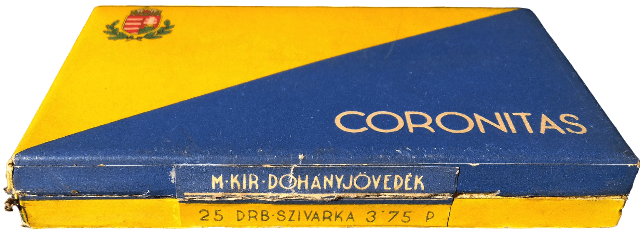 CORONITAS
M·KIR·DOHÁNYJÖVEDÉK
25 DRB·SZIVARKA 3·75 P